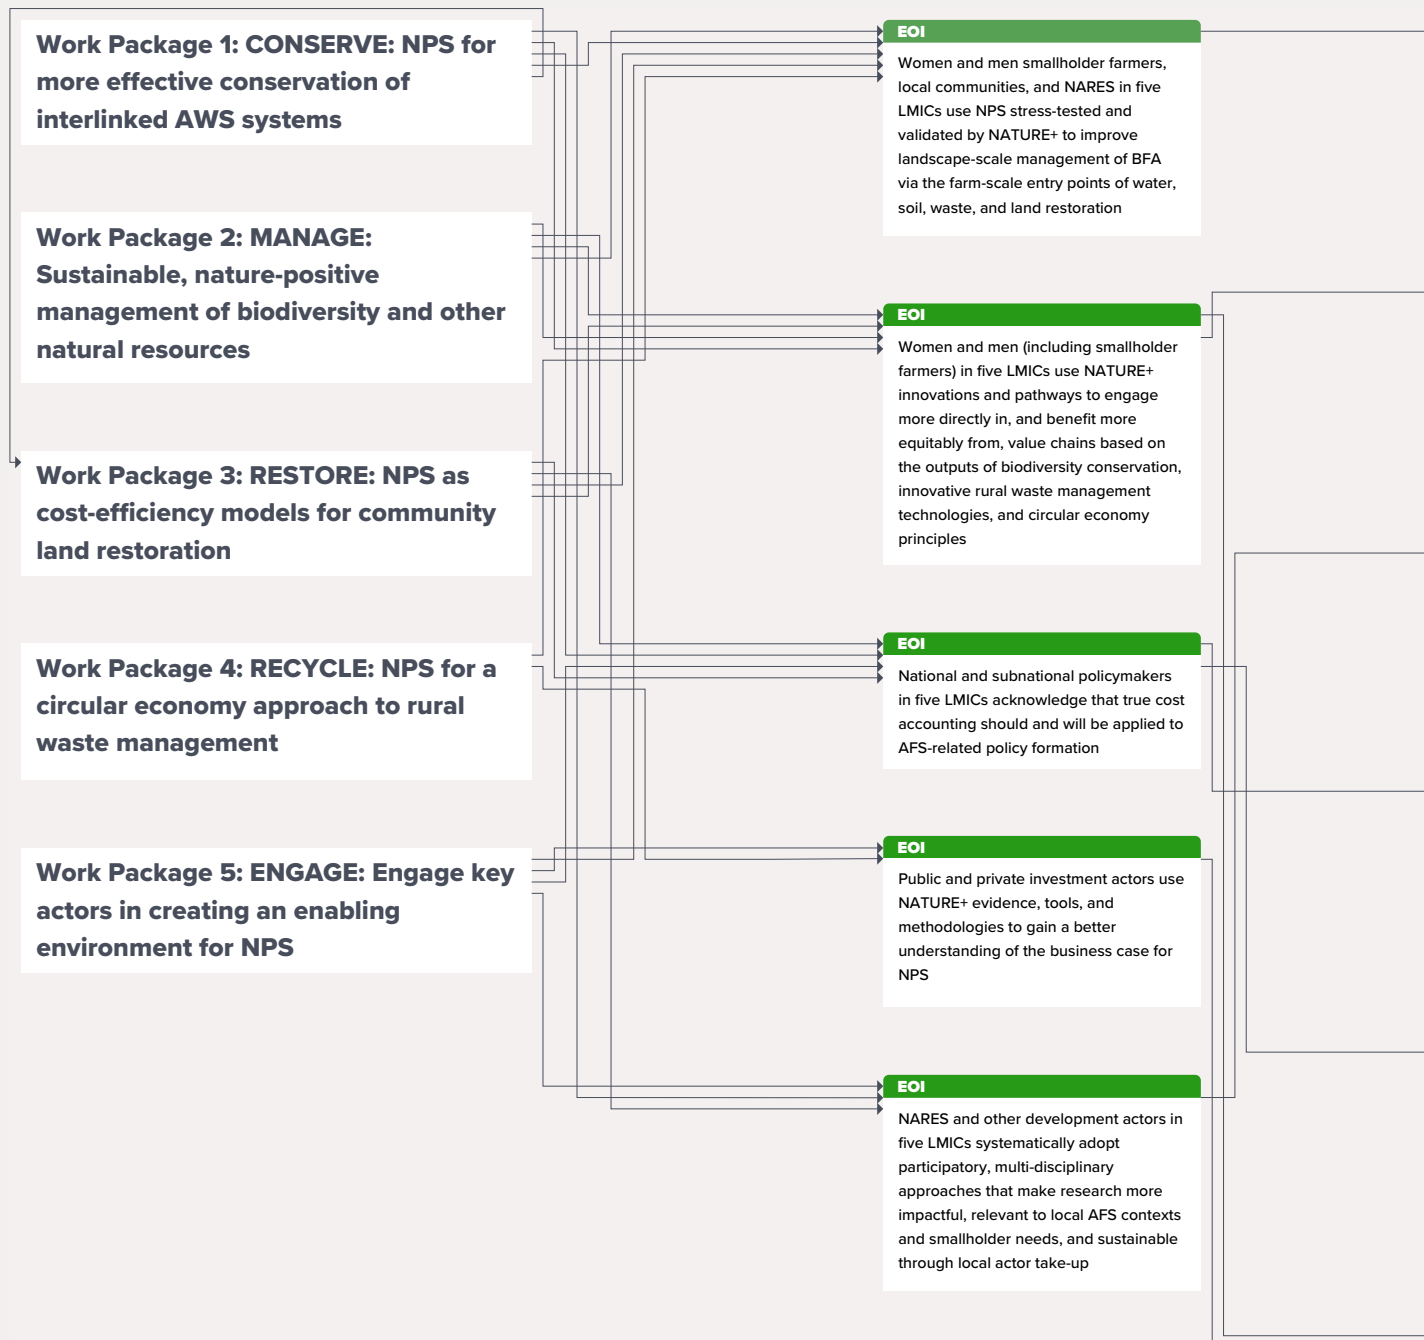 Work Package 1: CONSERVE: NPS for
more effective conservation of
interlinked AWS systems
Work Package 2: MANAGE:
Sustainable, nature-positive
management of biodiversity and other
natural resources
Work Package 3: RESTORE: NPS as
cost-efficiency models for community
land restoration
Work Package 4: RECYCLE: NPS for a
circular economy approach to rural
waste management
Work Package 5: ENGAGE: Engage key
actors in creating an enabling
environment for NPS
EOI
Women and men smallholder farmers,
local communities, and NARES in five
LMICs use NPS stress-tested and
validated by NATURE+ to improve
landscape-scale management of BFA
via the farm-scale entry points of water,
soil, waste, and land restoration
EOI
Women and men (including smallholder
farmers) in five LMICs use NATURE+
innovations and pathways to engage
more directly in, and benefit more
equitably from, value chains based on
the outputs of biodiversity conservation,
innovative rural waste management
technologies, and circular economy
principles
EOI
National and subnational policymakers
in five LMICs acknowledge that true cost
accounting should and will be applied to
AFS-related policy formation
EOI
Public and private investment actors use
NATURE+ evidence, tools, and
methodologies to gain a better
understanding of the business case for
NPS
EOI
NARES and other development actors in
five LMICs systematically adopt
participatory, multi-disciplinary
approaches that make research more
impactful, relevant to local AFS contexts
and smallholder needs, and sustainable
through local actor take-up